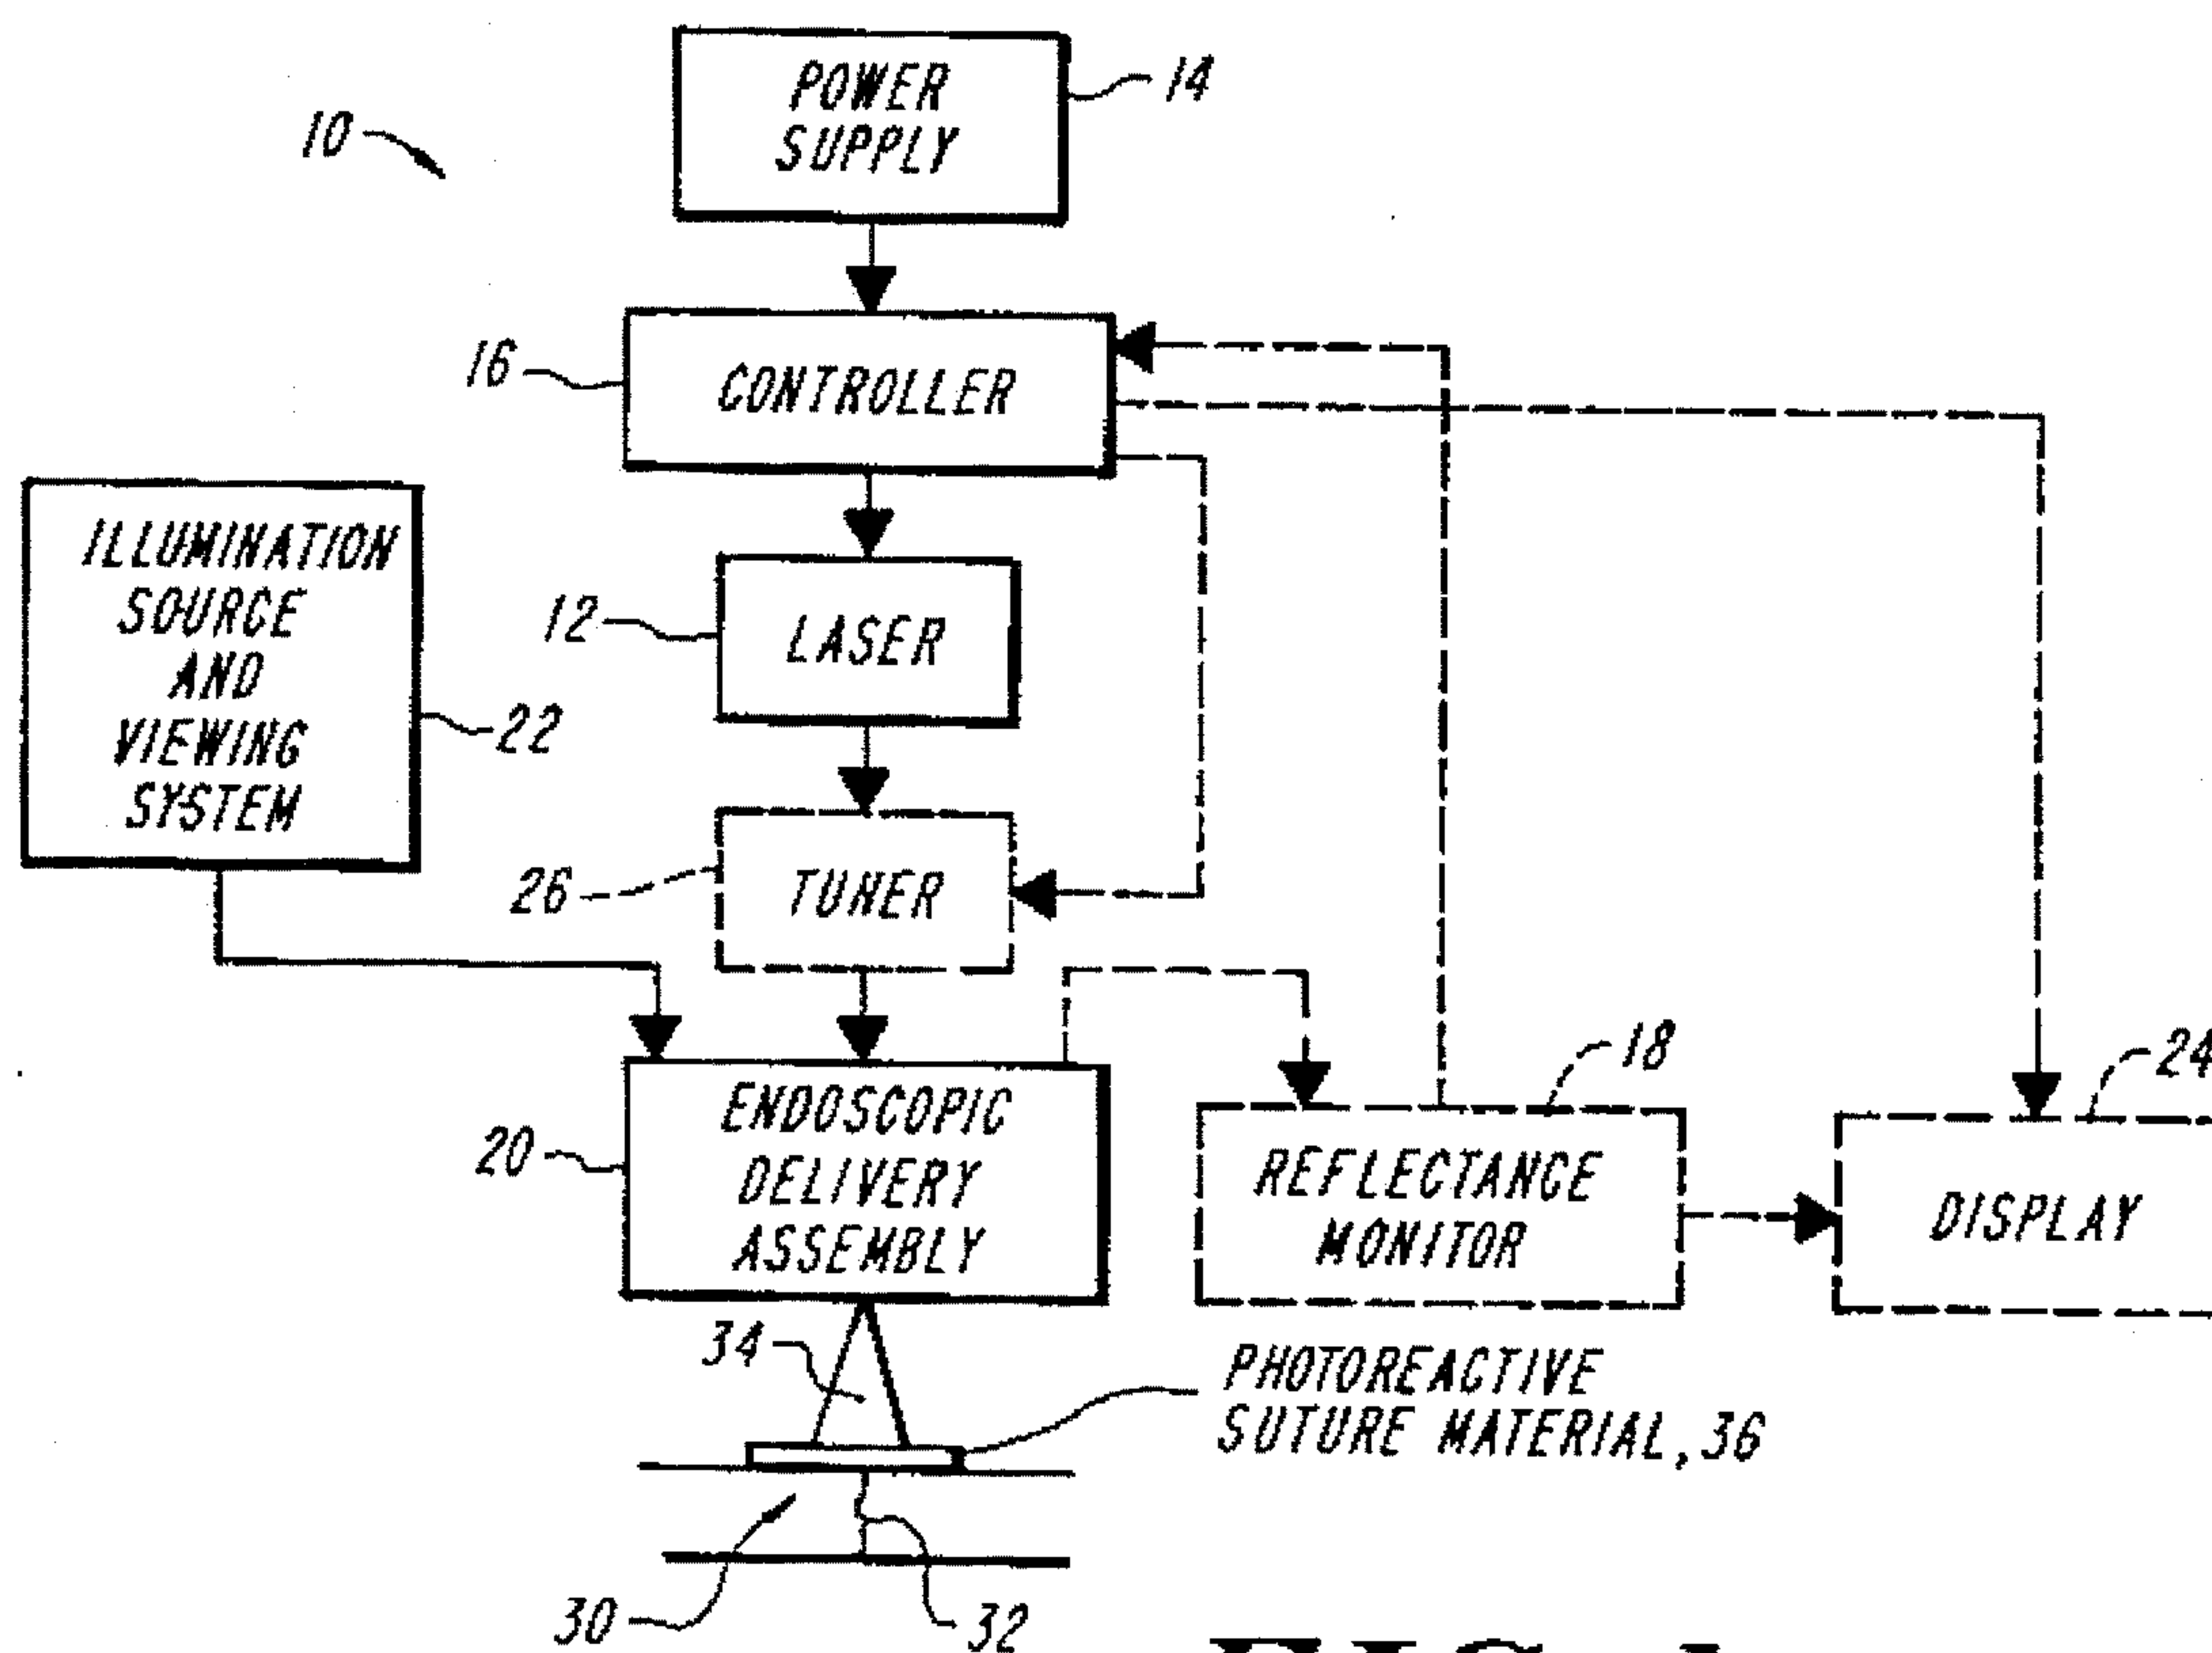 POWER
SUPPLY
14
10
16
CONTROLLER
12
LASER
ILLUMINATION
SOURCE
AND
VIEWING
SYSTEM
22
26
TUNER
20
ENDOSCOPIC
DELIVERY
ASSEMBLY
18
REFLECTANCE
MONITOR
24
DISPLAY
34
PHOTOREACTIVE
SUTURE MATERIAL, 36
30
32